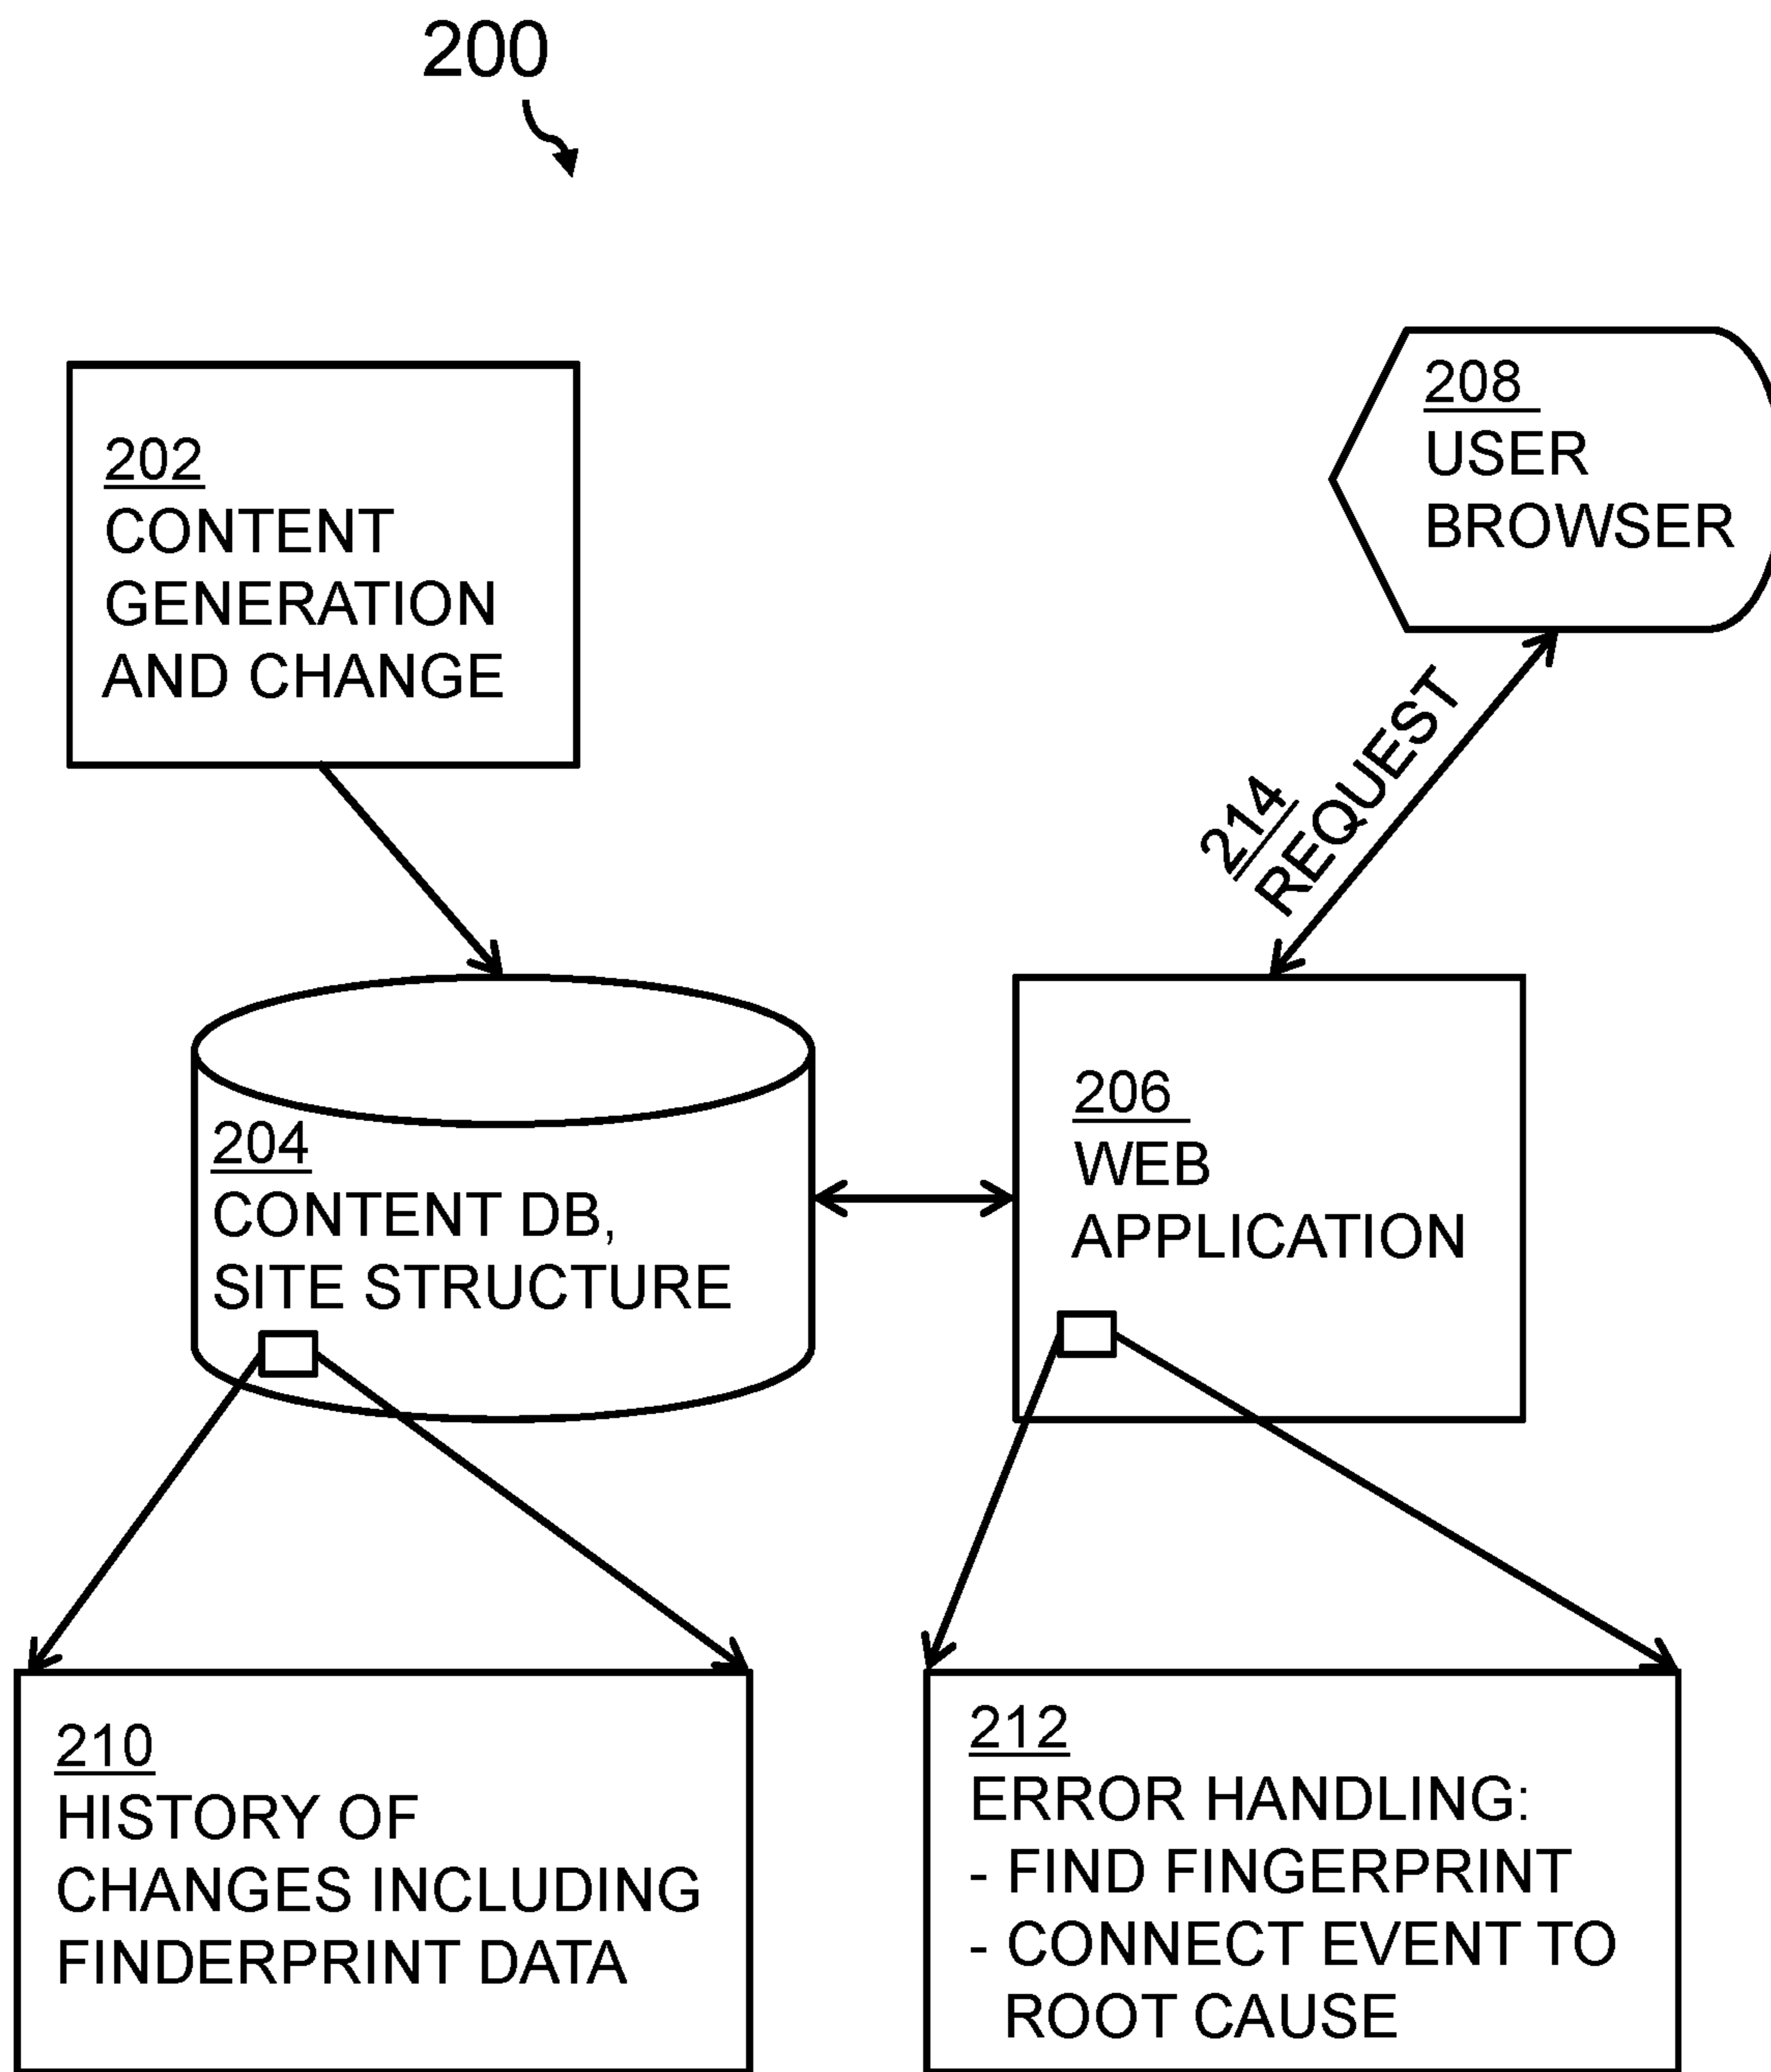 200
202
CONTENT
GENERATION
AND CHANGE
208
USER
BROWSER
214
REQUEST
204
CONTENT DB,
SITE STRUCTURE
206
WEB
APPLICATION
210
HISTORY OF
CHANGES INCLUDING
FINDERPRINT DATA
212
ERROR HANDLING:
- FIND FINGERPRINT
- CONNECT EVENT TO
ROOT CAUSE